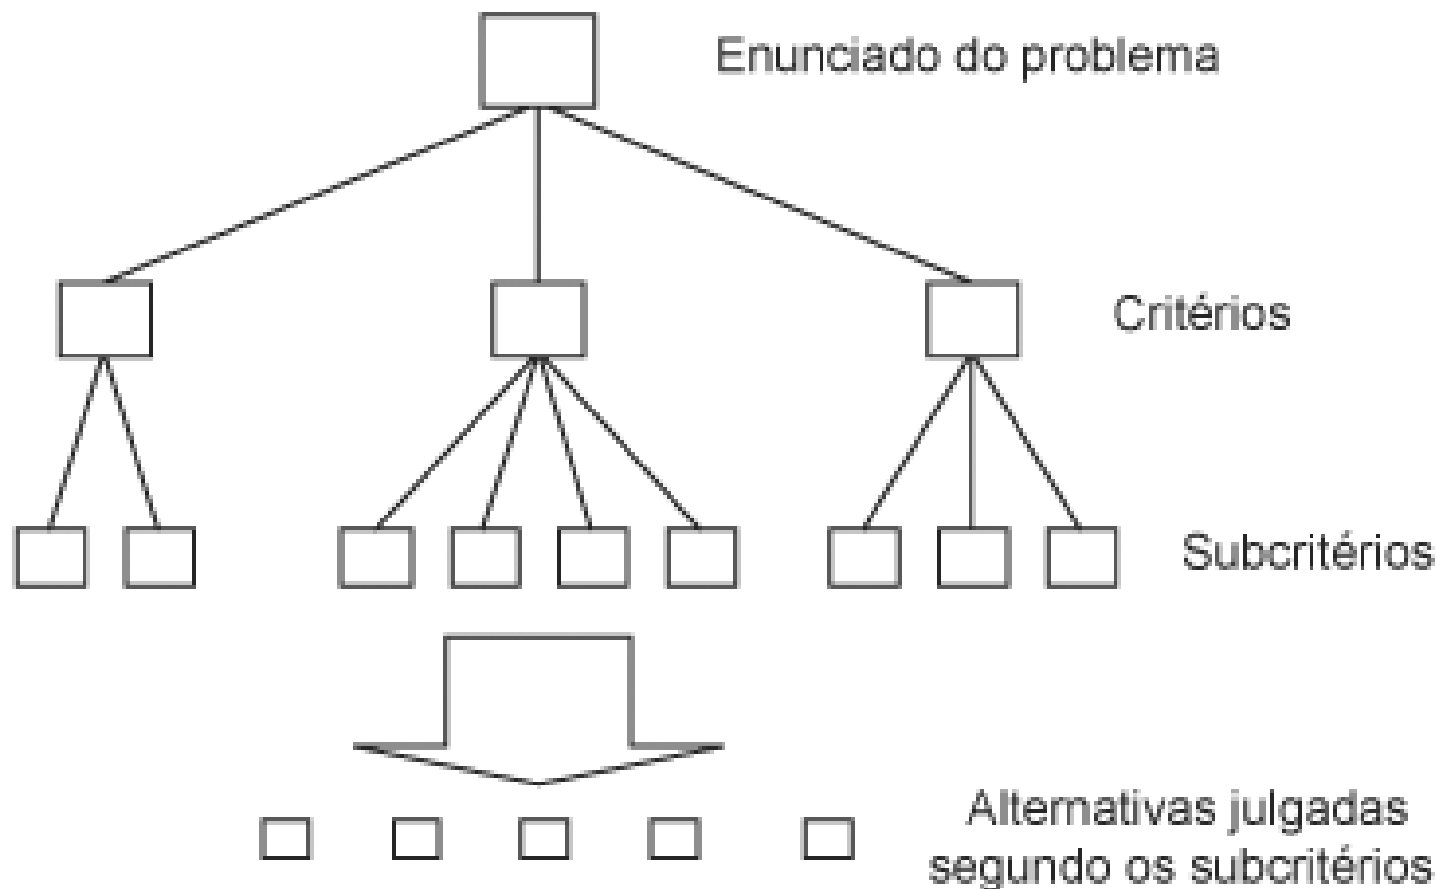 Enunciado do problema
Critérios
Subcritérios
Alternativas julgadas
segundo os subcritérios